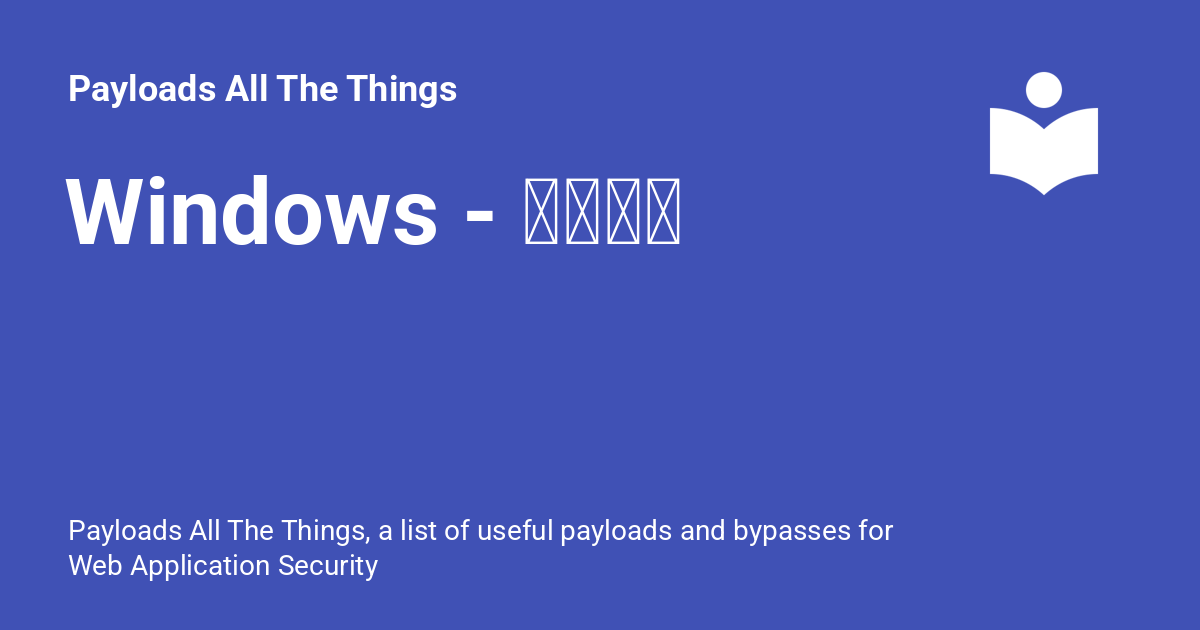 Payloads All The Things
Windows -
Payloads All The Things, a list of useful payloads and bypasses for
Web Application Security